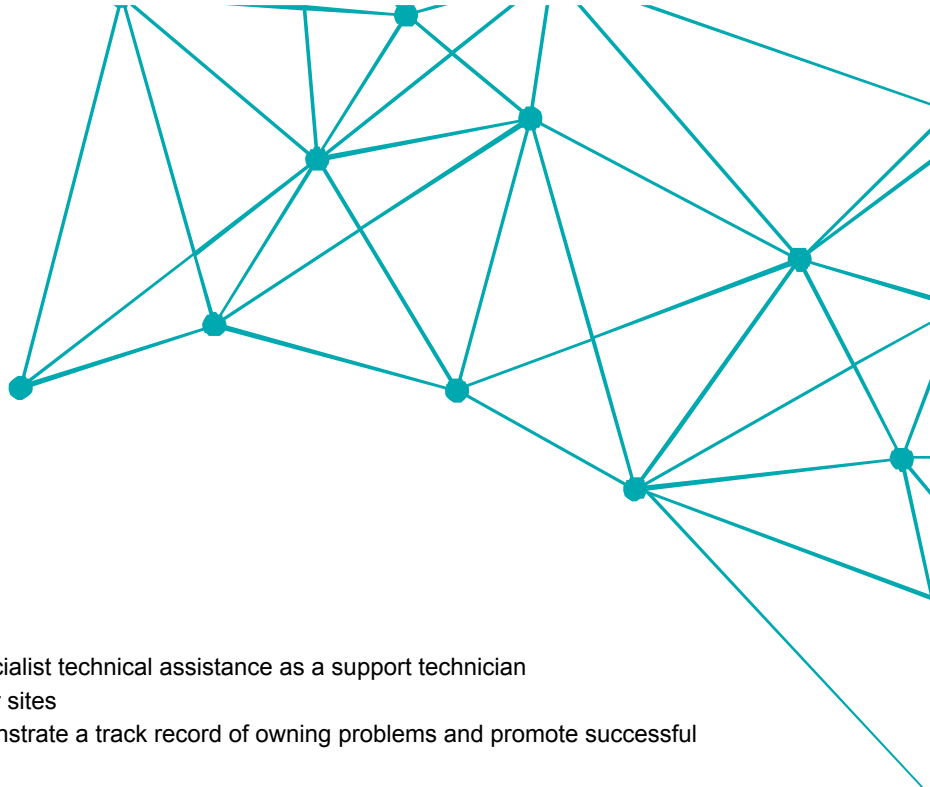 cialist technical assistance as a support technician
sites
nstrate a track record of owning problems and promote successful